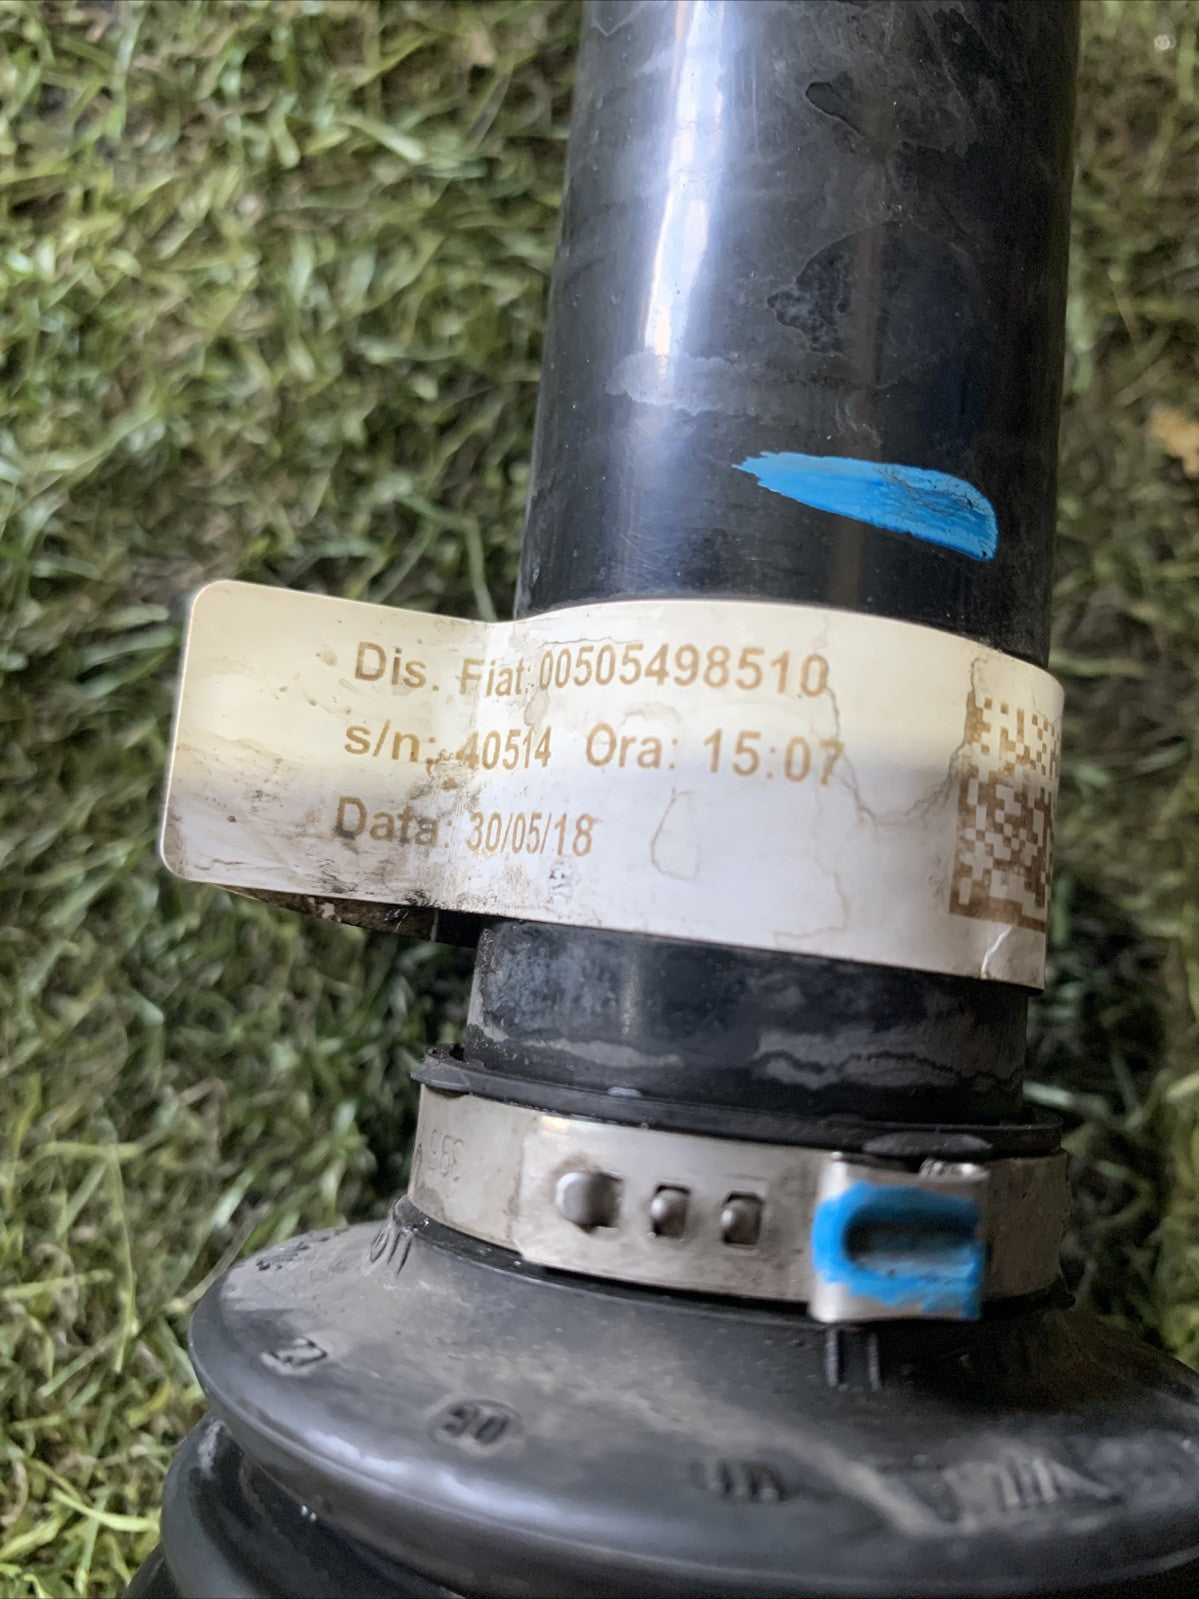 Dis. Fiat: 00505498510
s/n: 40514 Ora: 15:07
Data: 30/05/18